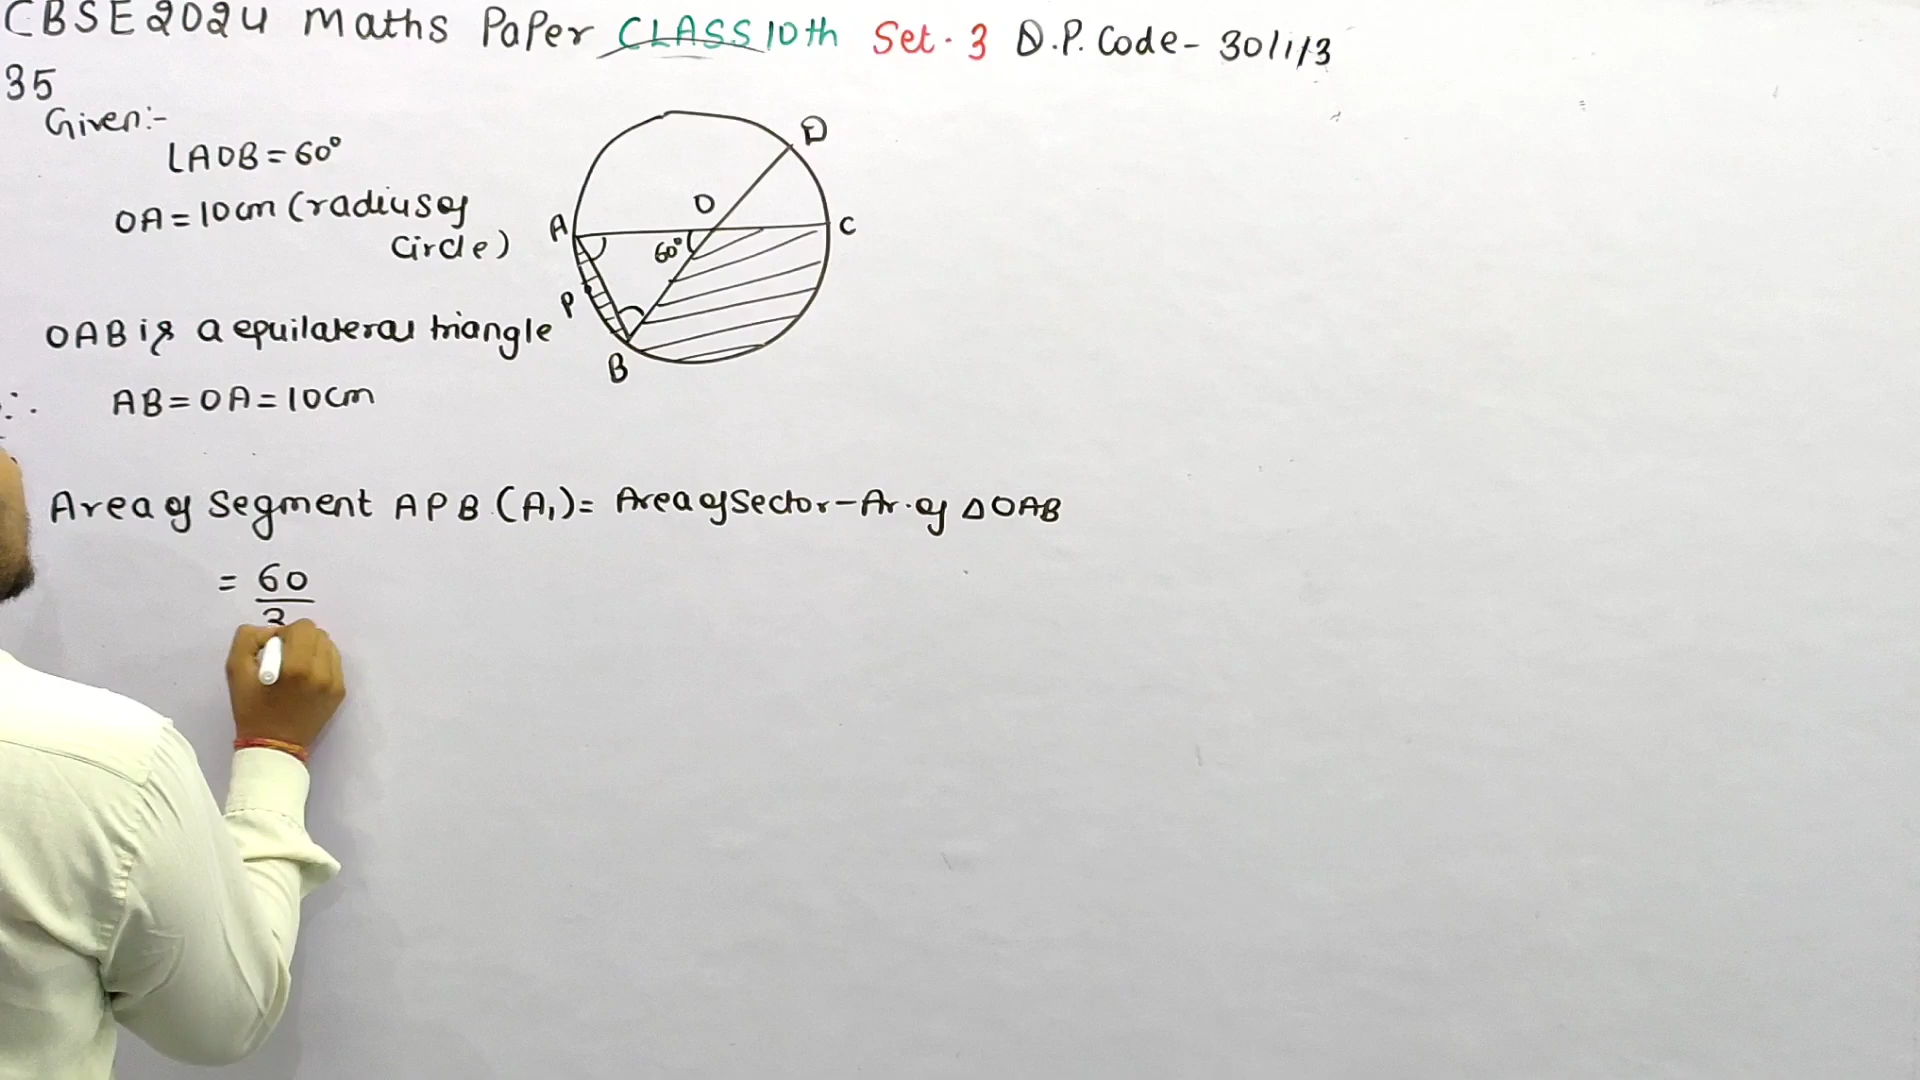 CBSE 2024 Maths Paper CLASS 10th Set-3 Q.P. Code- 30/1/3
35
Given:-
∠AOB = 60°
OA = 10cm (radius of
Circle)
A
O
D
C
60°
P
B
OAB is a equilateral triangle
∴ AB = OA = 10cm
Area of Segment APB (A₁) = Area of Sector - Ar. of △OAB
= 60
3